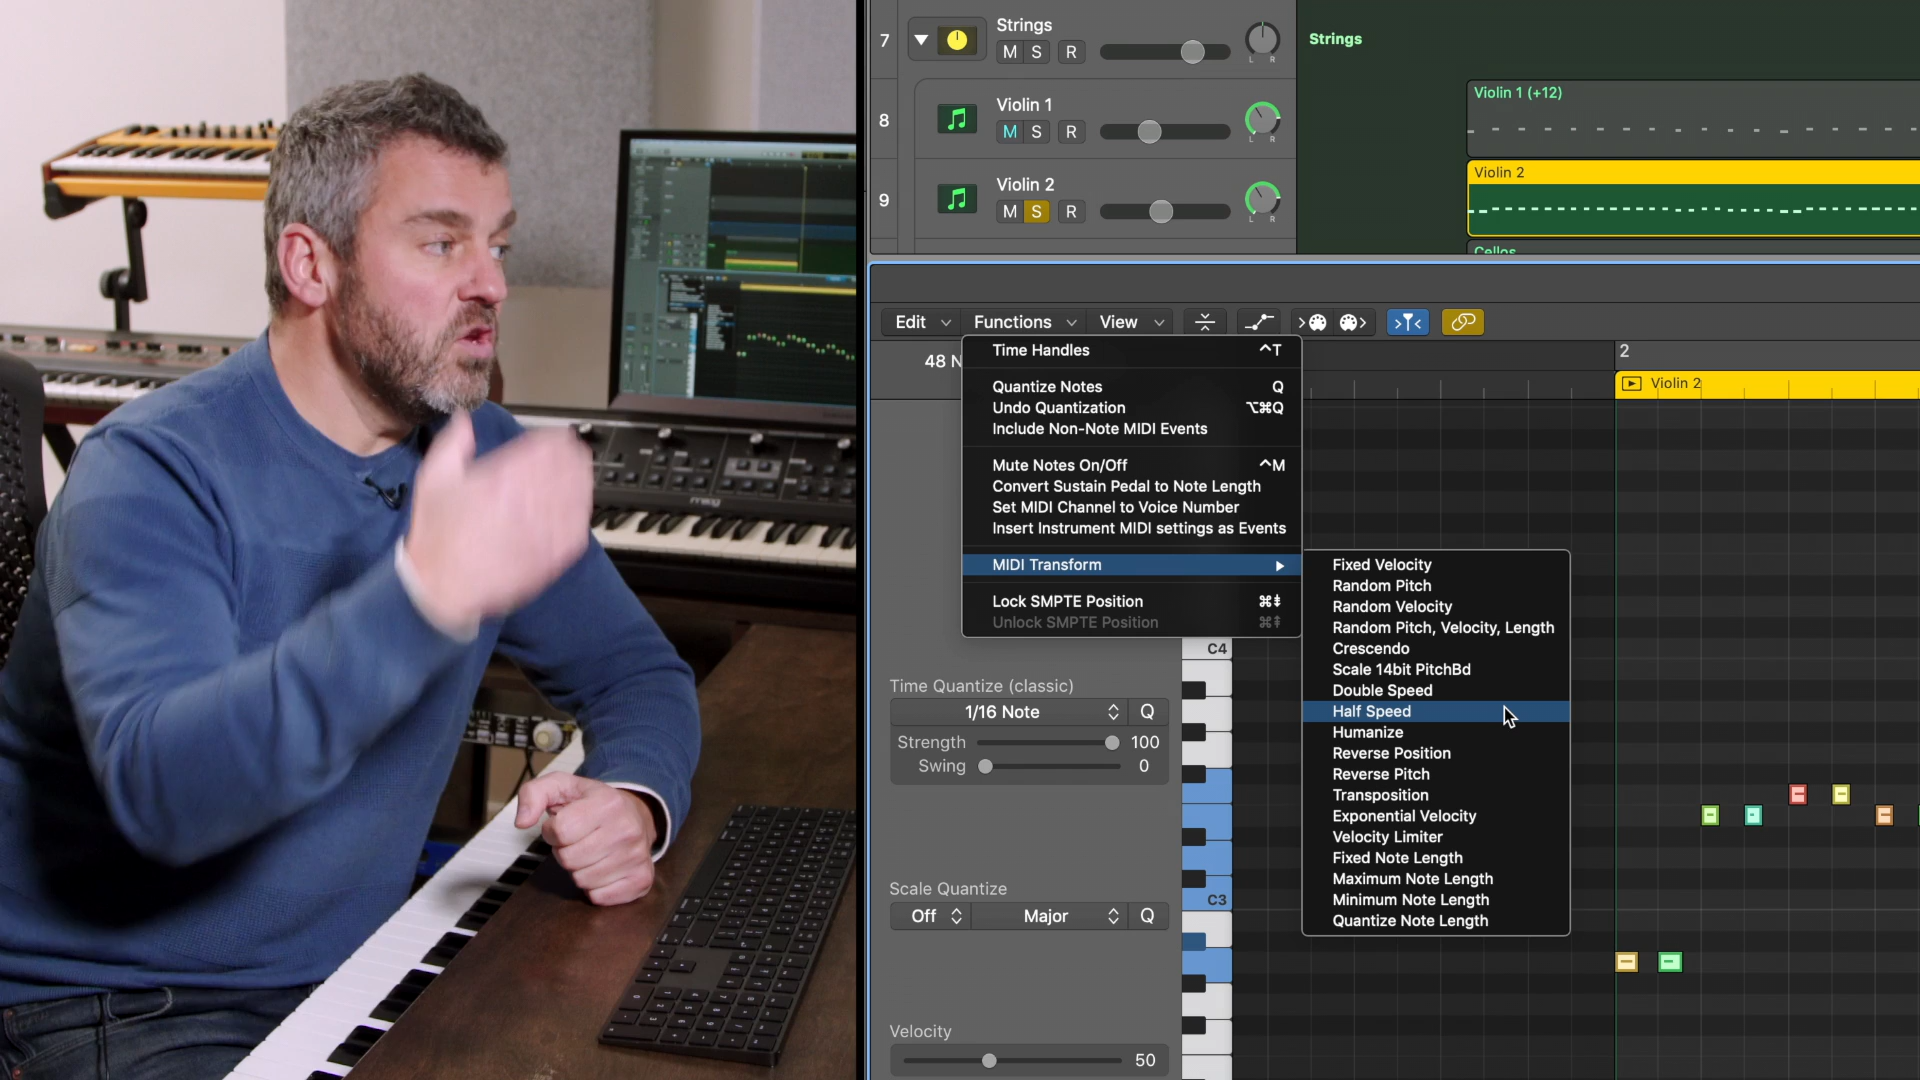 7
Strings
M S R
L R
8
Violin 1
M S R
L R
9
Violin 2
M S R
L R
Strings
Violin 1 (+12)
Violin 2
Cellos
Edit Functions View
48 N
Time Handles ^T
Quantize Notes Q
Undo Quantization ⌥⌘Q
Include Non-Note MIDI Events
Mute Notes On/Off ^M
Convert Sustain Pedal to Note Length
Set MIDI Channel to Voice Number
Insert Instrument MIDI settings as Events
MIDI Transform
Lock SMPTE Position ⌘⇟
Unlock SMPTE Position ⌘⇞
Fixed Velocity
Random Pitch
Random Velocity
Random Pitch, Velocity, Length
Crescendo
Scale 14bit PitchBd
Double Speed
Half Speed
Humanize
Reverse Position
Reverse Pitch
Transposition
Exponential Velocity
Velocity Limiter
Fixed Note Length
Maximum Note Length
Minimum Note Length
Quantize Note Length
2
Violin 2
C4
C3
Time Quantize (classic)
1/16 Note Q
Strength 100
Swing 0
Scale Quantize
Off Major Q
Velocity
50
moog